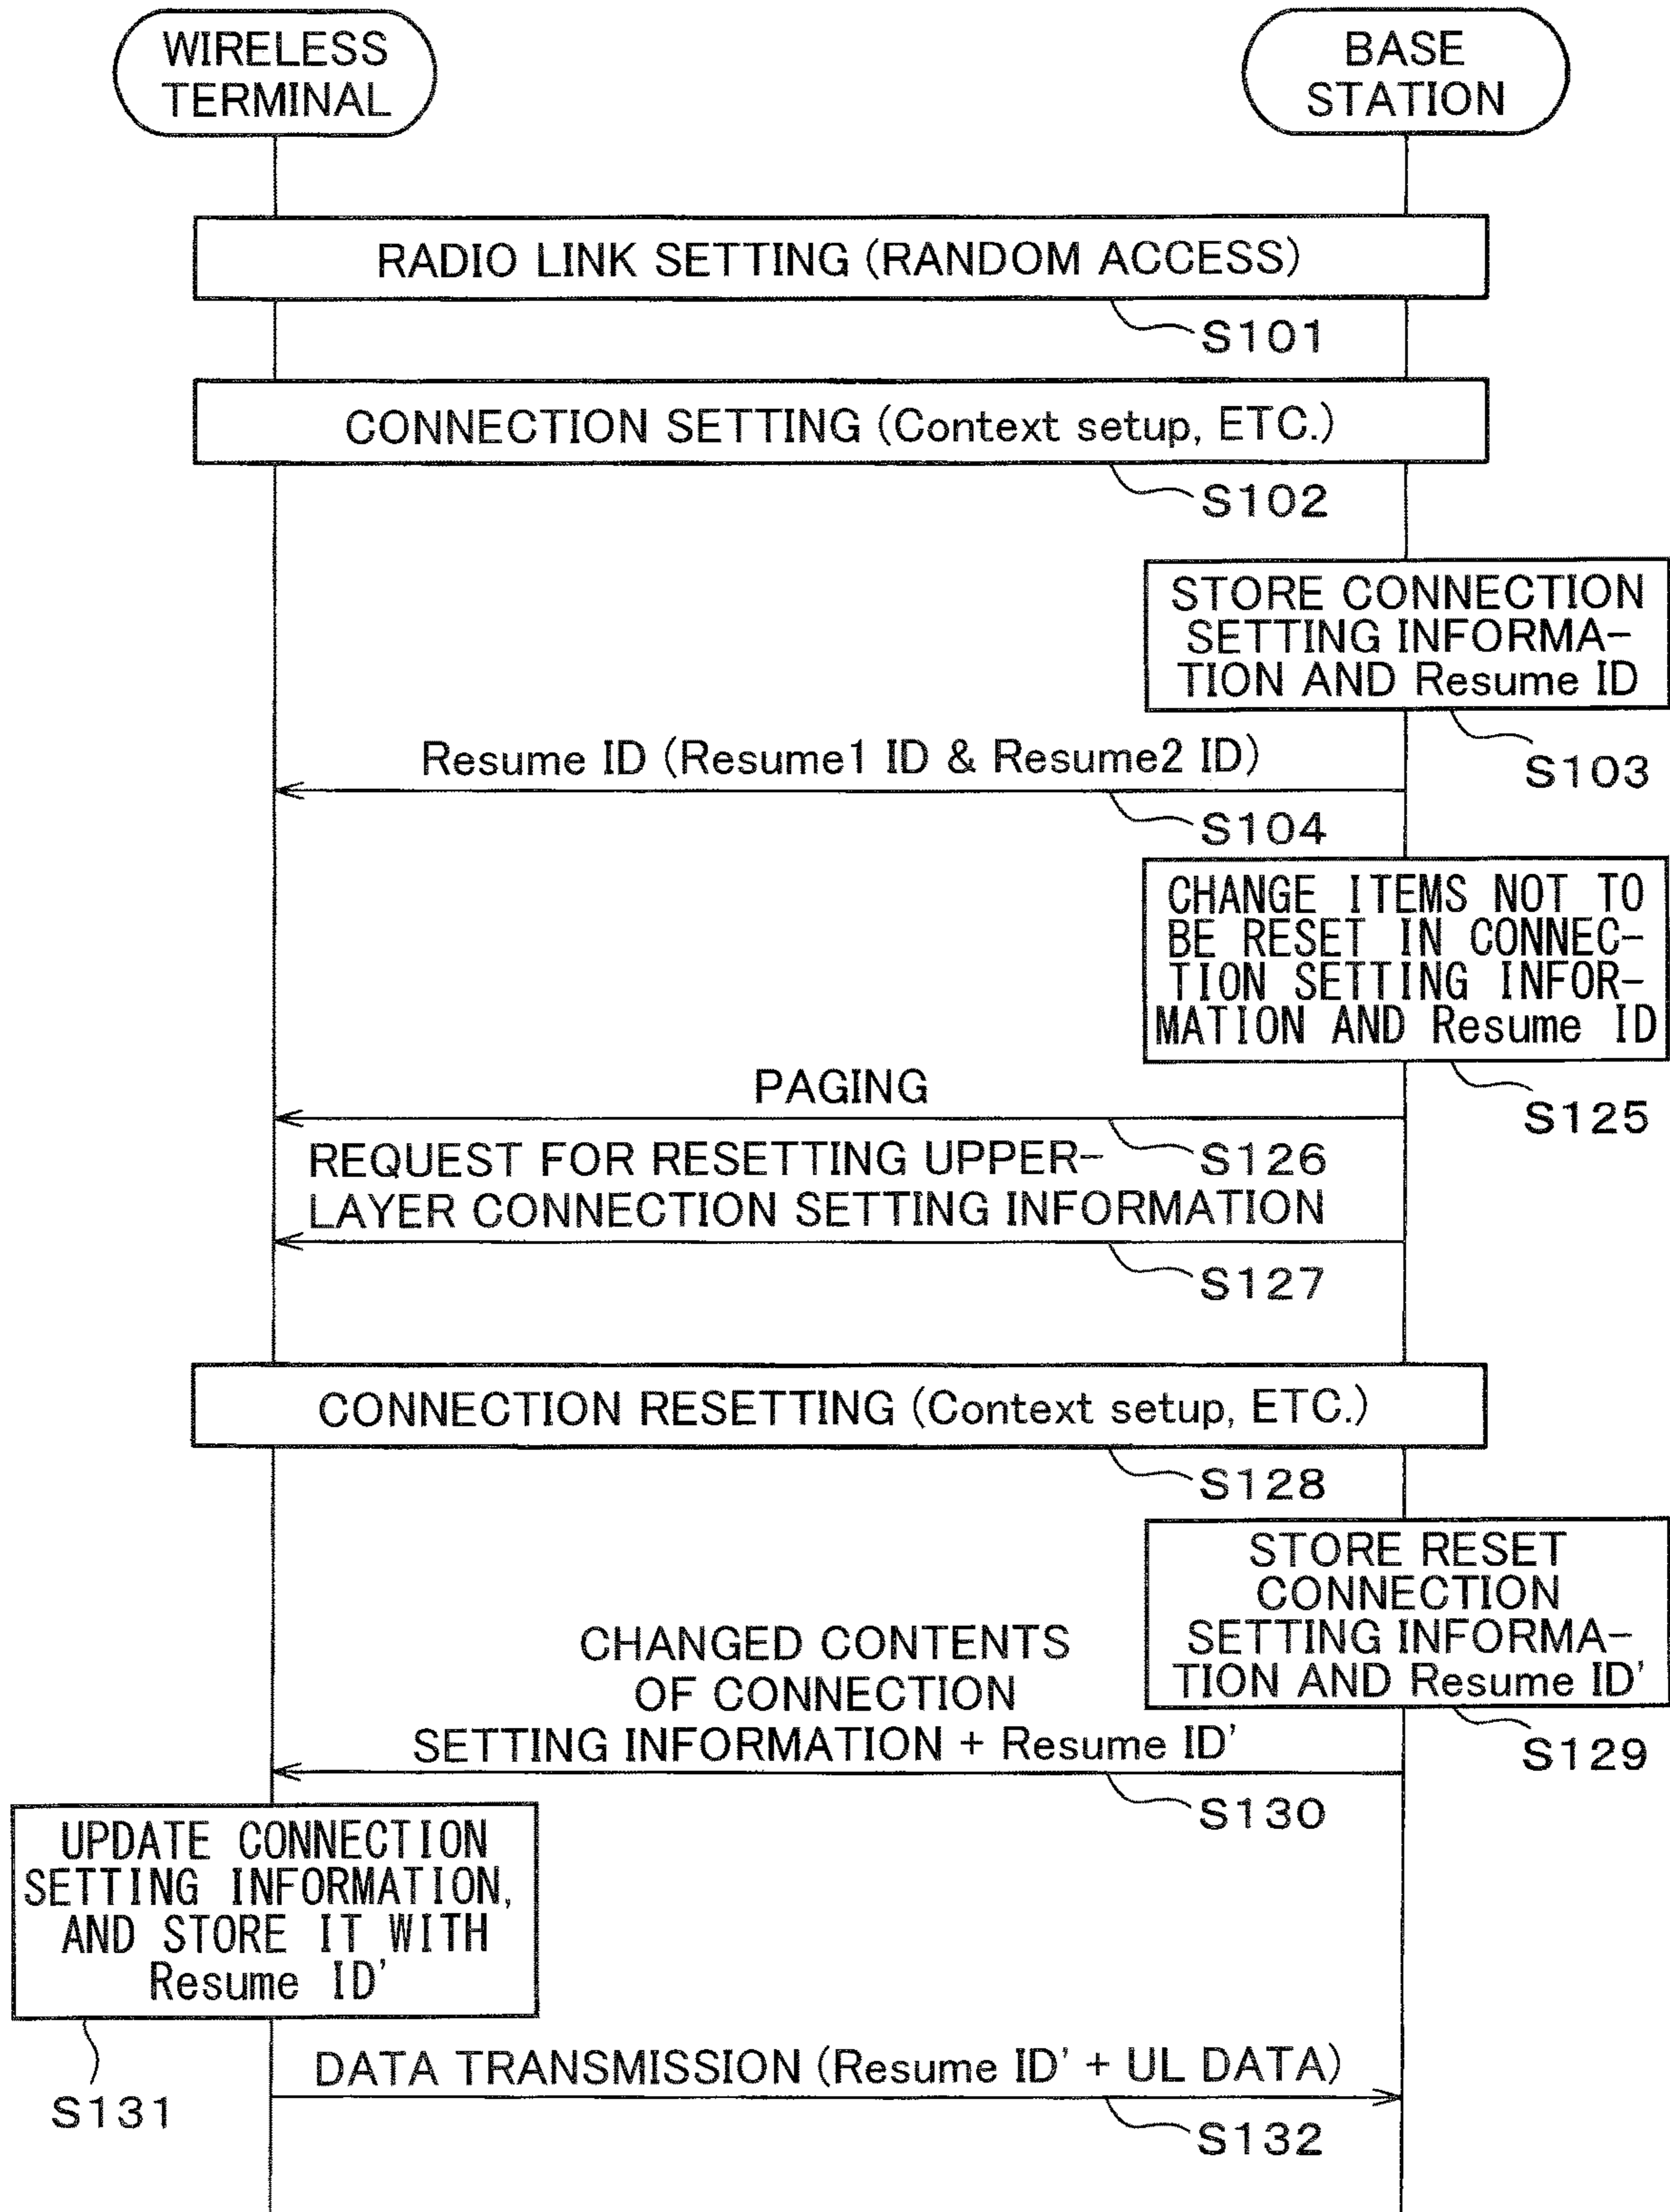 WIRELESS
TERMINAL
BASE
STATION
RADIO LINK SETTING (RANDOM ACCESS)
S101
CONNECTION SETTING (Context setup, ETC.)
S102
STORE CONNECTION
SETTING INFORMA-
TION AND Resume ID
S103
Resume ID (Resume1 ID & Resume2 ID)
S104
CHANGE ITEMS NOT TO
BE RESET IN CONNEC-
TION SETTING INFOR-
MATION AND Resume ID
S125
PAGING
S126
REQUEST FOR RESETTING UPPER-
LAYER CONNECTION SETTING INFORMATION
S127
CONNECTION RESETTING (Context setup, ETC.)
S128
STORE RESET
CONNECTION
SETTING INFORMA-
TION AND Resume ID'
S129
CHANGED CONTENTS
OF CONNECTION
SETTING INFORMATION + Resume ID'
S130
UPDATE CONNECTION
SETTING INFORMATION,
AND STORE IT WITH
Resume ID'
S131
DATA TRANSMISSION (Resume ID' + UL DATA)
S132